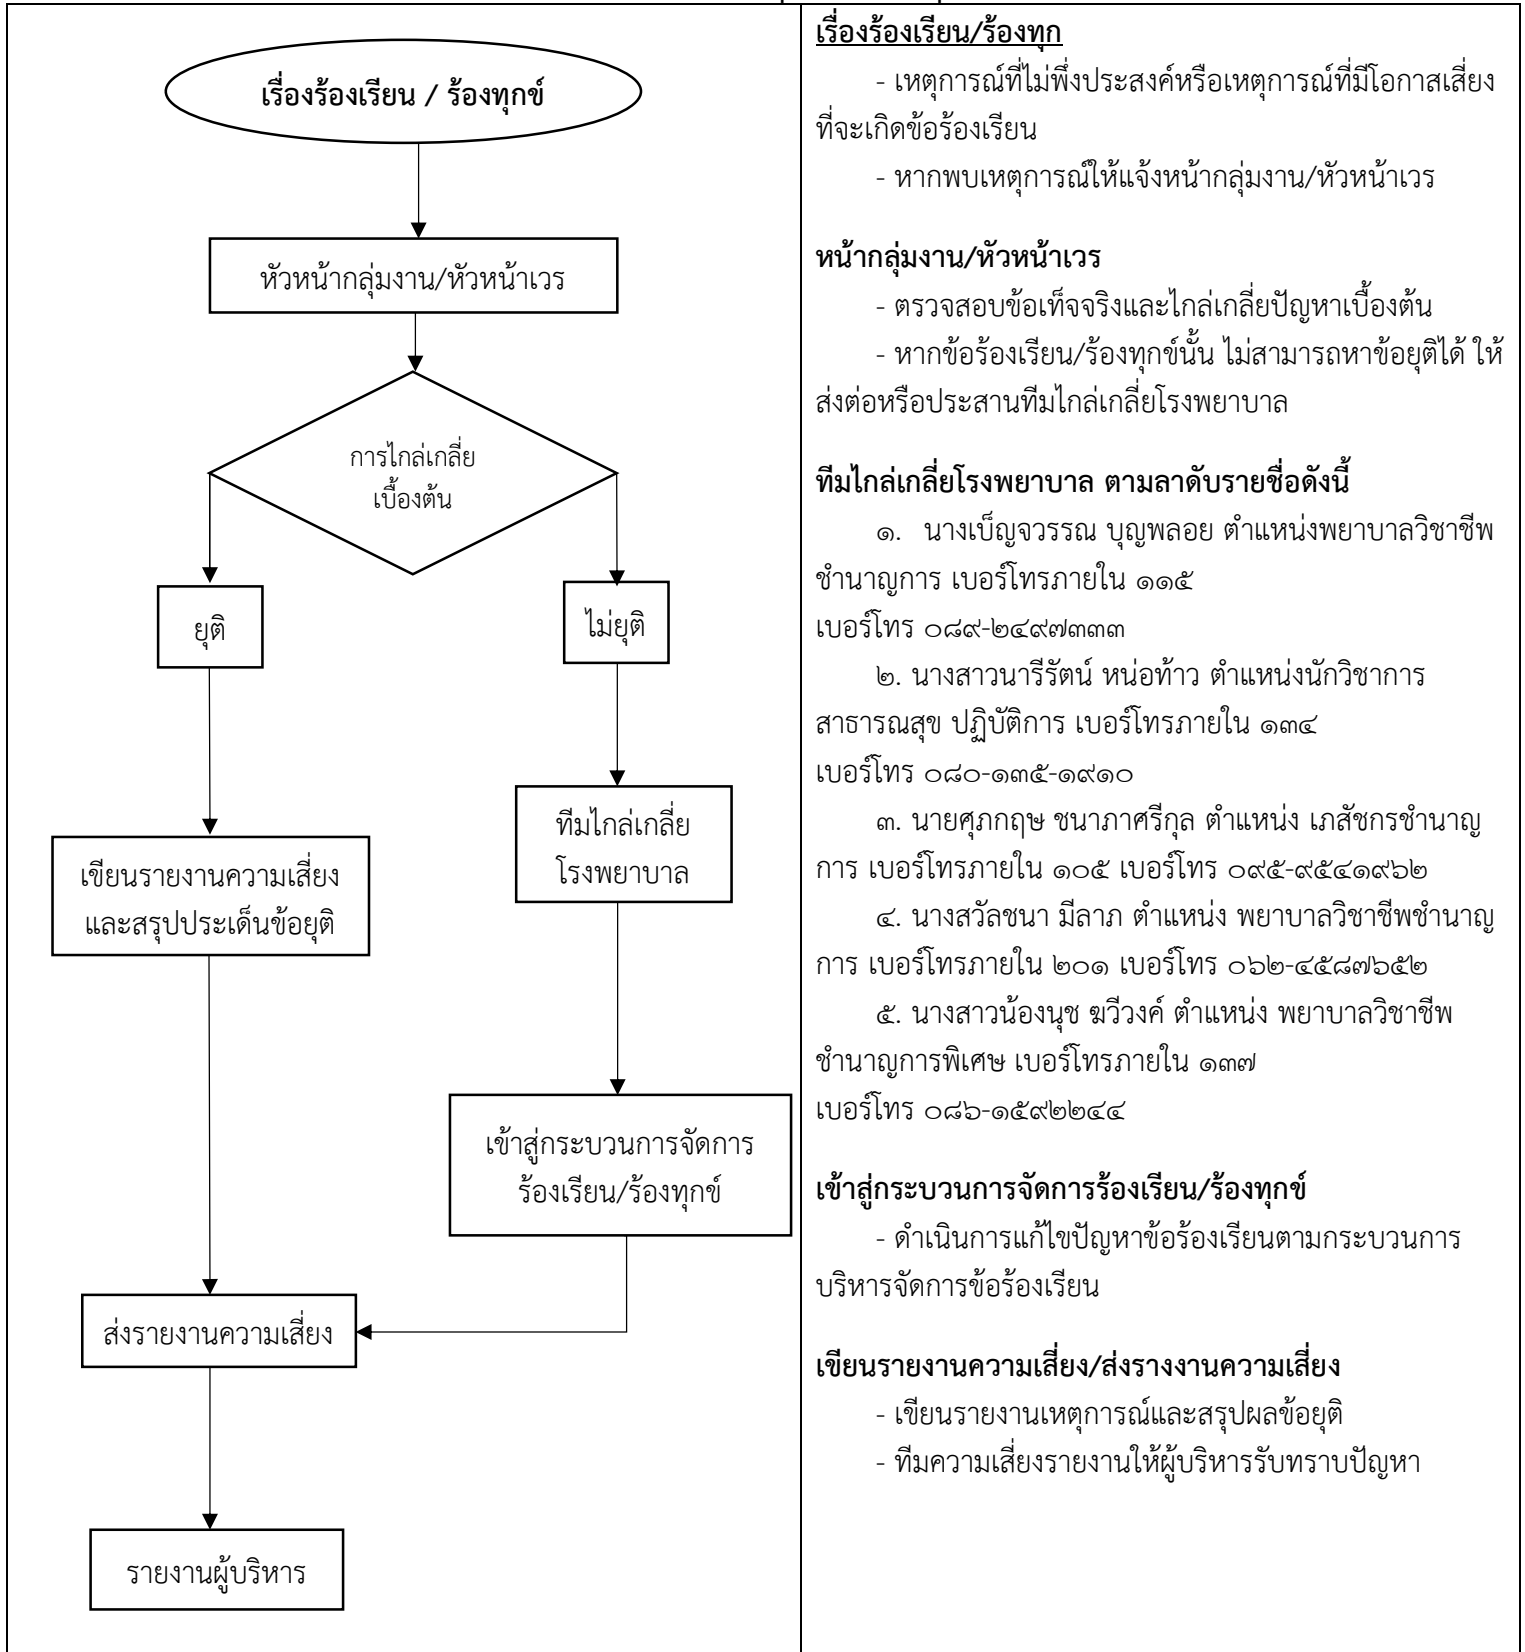 เรื่องร้องเรียน / ร้องทุกข์
หัวหน้ากลุ่มงาน/หัวหน้าเวร
การไกล่เกลี่ย
เบื้องต้น
ยุติ
ไม่ยุติ
เขียนรายงานความเสี่ยง
และสรุปประเด็นข้อยุติ
ทีมไกล่เกลี่ย
โรงพยาบาล
เข้าสู่กระบวนการจัดการ
ร้องเรียน/ร้องทุกข์
ส่งรายงานความเสี่ยง
รายงานผู้บริหาร
เรื่องร้องเรียน/ร้องทุก
- เหตุการณ์ที่ไม่พึ่งประสงค์หรือเหตุการณ์ที่มีโอกาสเสี่ยง
ที่จะเกิดข้อร้องเรียน
- หากพบเหตุการณ์ให้แจ้งหน้ากลุ่มงาน/หัวหน้าเวร
หน้ากลุ่มงาน/หัวหน้าเวร
- ตรวจสอบข้อเท็จจริงและไกล่เกลี่ยปัญหาเบื้องต้น
- หากข้อร้องเรียน/ร้องทุกข์นั้น ไม่สามารถหาข้อยุติได้ ให้
ส่งต่อหรือประสานทีมไกล่เกลี่ยโรงพยาบาล
ทีมไกล่เกลี่ยโรงพยาบาล ตามลาดับรายชื่อดังนี้
๑. นางเบ็ญจวรรณ บุญพลอย ตำแหน่งพยาบาลวิชาชีพ
ชำนาญการ เบอร์โทรภายใน ๑๑๕
เบอร์โทร ๐๘๙-๒๔๙๗๓๓๓
๒. นางสาวนารีรัตน์ หน่อท้าว ตำแหน่งนักวิชาการ
สาธารณสุข ปฏิบัติการ เบอร์โทรภายใน ๑๓๔
เบอร์โทร ๐๘๐-๑๓๕-๑๙๑๐
๓. นายศุภกฤษ ชนาภาศรีกุล ตำแหน่ง เภสัชกรชำนาญ
การ เบอร์โทรภายใน ๑๐๕ เบอร์โทร ๐๙๕-๙๕๔๑๙๖๒
๔. นางสวัลชนา มีลาภ ตำแหน่ง พยาบาลวิชาชีพชำนาญ
การ เบอร์โทรภายใน ๒๐๑ เบอร์โทร ๐๖๒-๔๕๘๗๖๕๒
๕. นางสาวน้องนุช ฆวีวงค์ ตำแหน่ง พยาบาลวิชาชีพ
ชำนาญการพิเศษ เบอร์โทรภายใน ๑๓๗
เบอร์โทร ๐๘๖-๑๕๙๒๒๔๔
เข้าสู่กระบวนการจัดการร้องเรียน/ร้องทุกข์
- ดำเนินการแก้ไขปัญหาข้อร้องเรียนตามกระบวนการ
บริหารจัดการข้อร้องเรียน
เขียนรายงานความเสี่ยง/ส่งรางงานความเสี่ยง
- เขียนรายงานเหตุการณ์และสรุปผลข้อยุติ
- ทีมความเสี่ยงรายงานให้ผู้บริหารรับทราบปัญหา